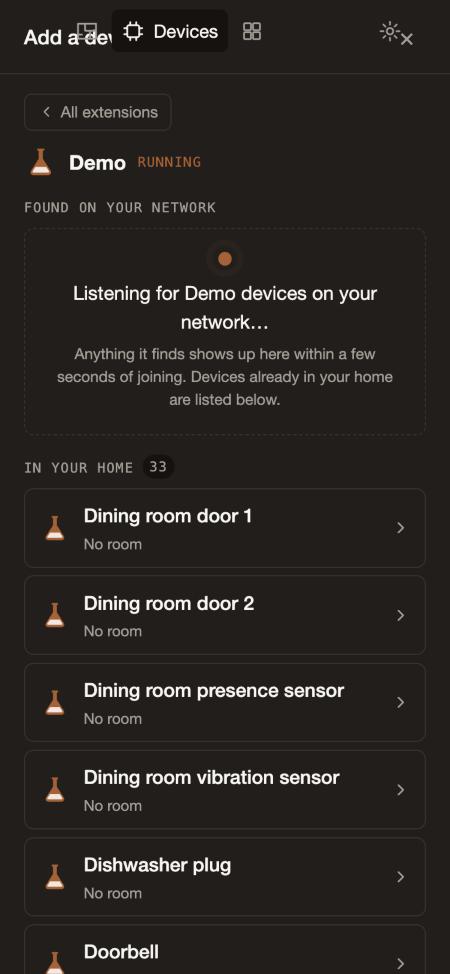 Add a dev
Devices
All extensions
Demo RUNNING
FOUND ON YOUR NETWORK
Listening for Demo devices on your
network...
Anything it finds shows up here within a few
seconds of joining. Devices already in your home
are listed below.
IN YOUR HOME 33
Dining room door 1
No room
Dining room door 2
No room
Dining room presence sensor
No room
Dining room vibration sensor
No room
Dishwasher plug
No room
Doorbell